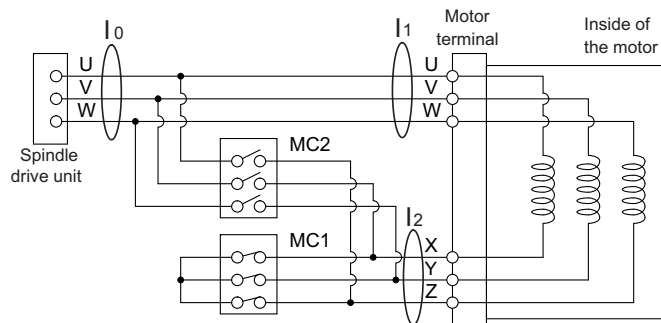 I0
I1
Motor
terminal
Inside of
the motor
U
V
W
U
V
W
Spindle
drive unit
MC2
MC1
I2
X
Y
Z